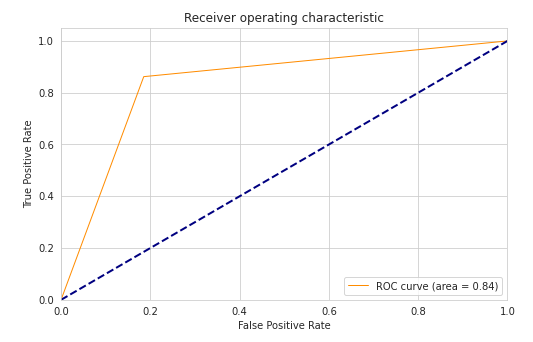 Receiver operating characteristic
1.0
0.8
0.6
0.4
0.2
0.0
True Positive Rate
ROC curve (area = 0.84)
0.0 0.2 0.4 0.6 0.8 1.0
False Positive Rate